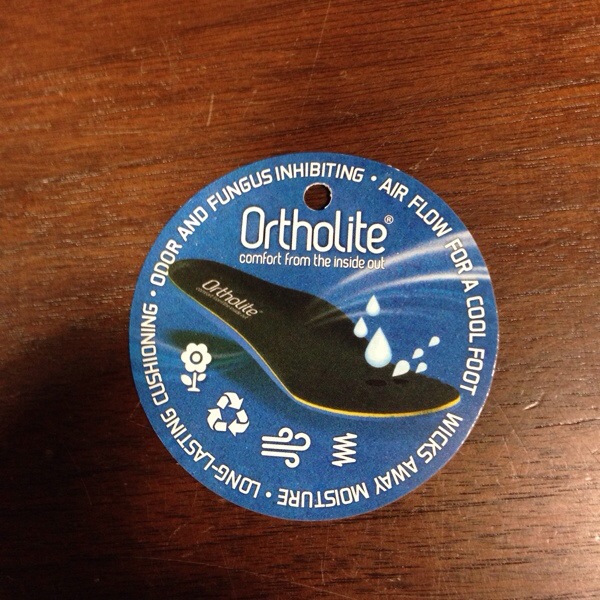 ODOR AND FUNGUS INHIBITING • AIR FLOW FOR A COOL FOOT
WICKS AWAY MOISTURE • LONG-LASTING CUSHIONING •
Ortholite®
comfort from the inside out
Ortholite